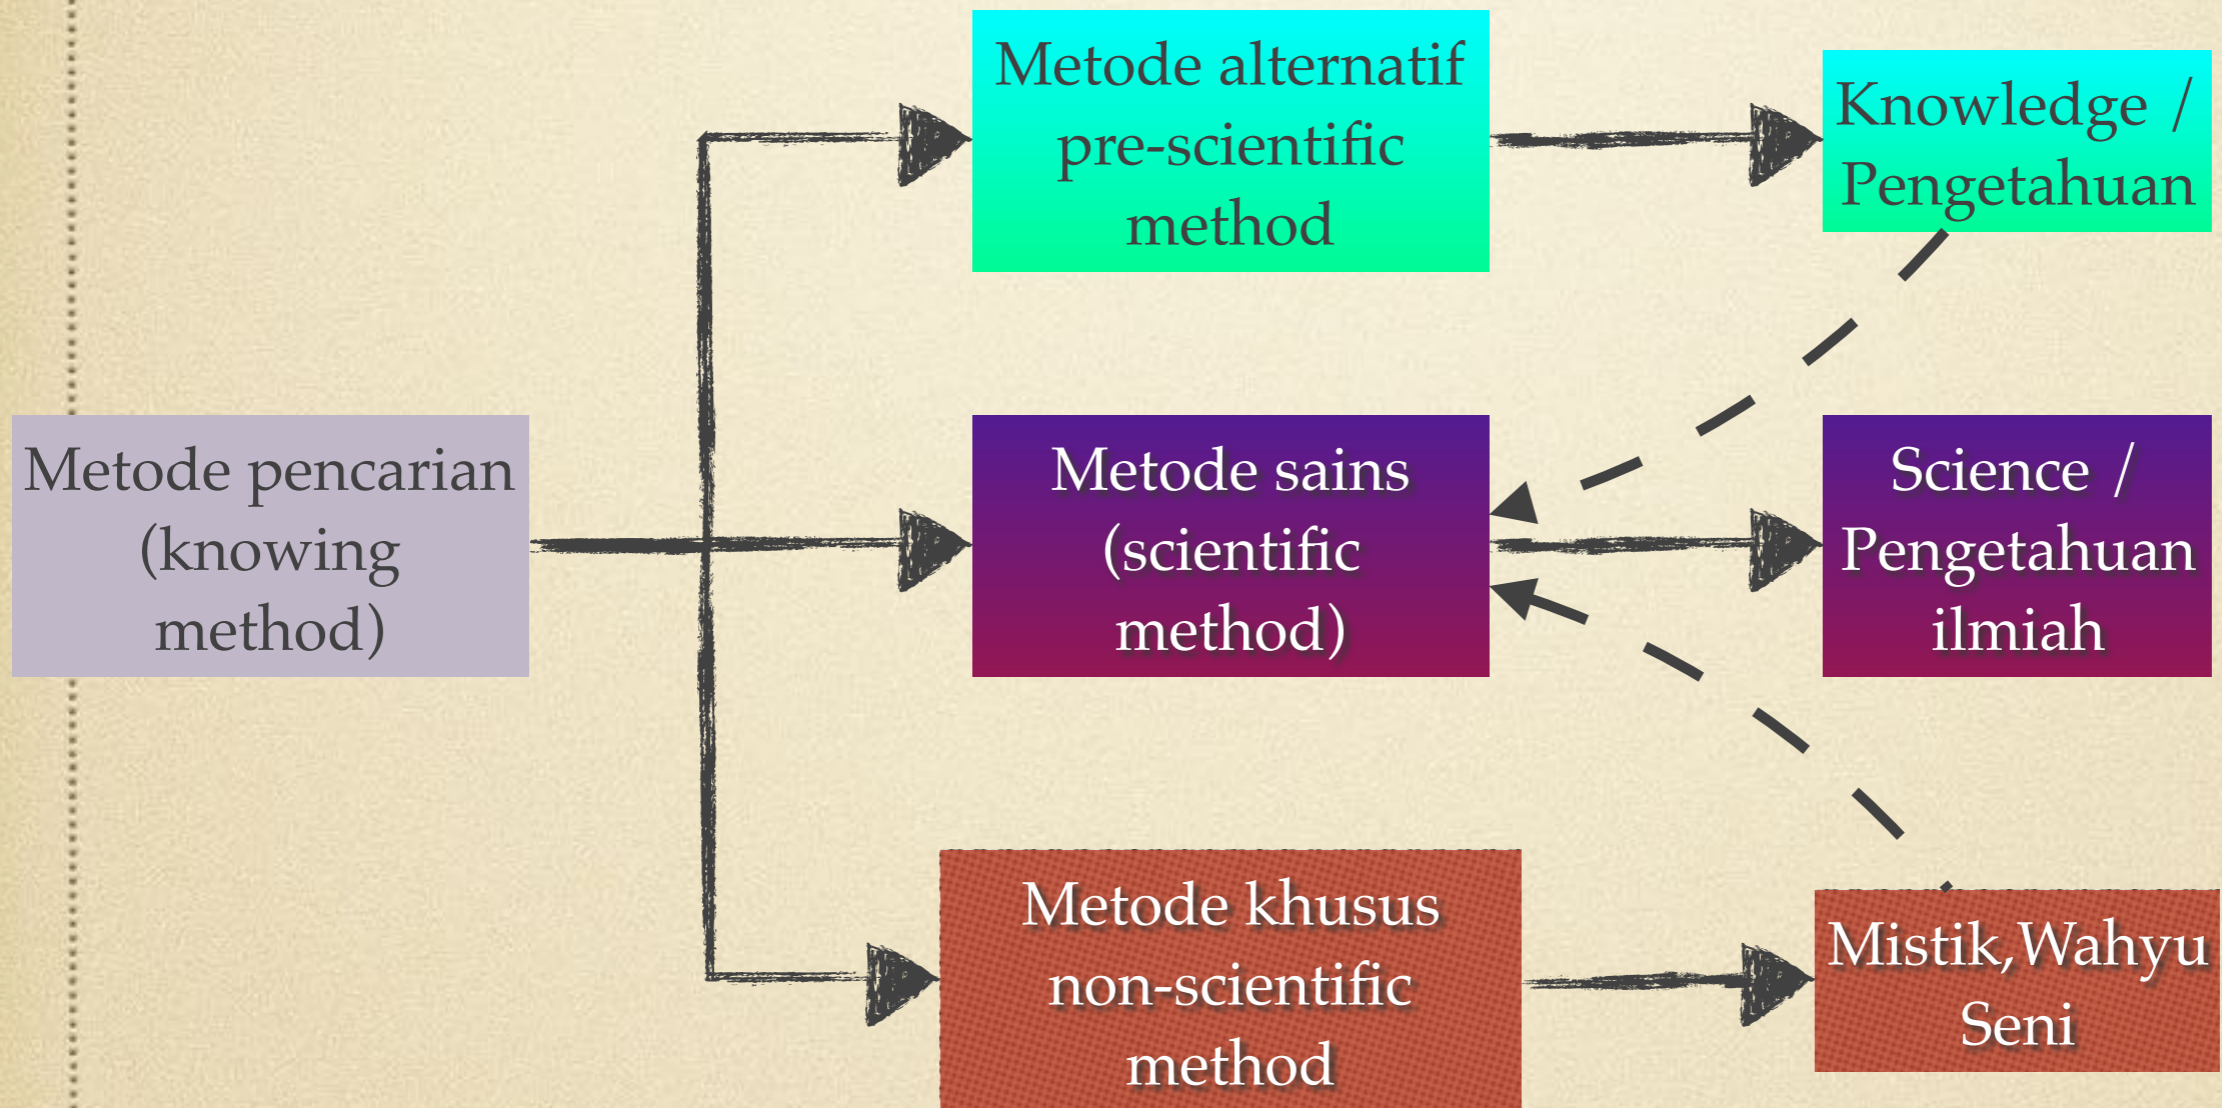 Metode alternatif
pre-scientific
method
Knowledge /
Pengetahuan
Metode pencarian
(knowing
method)
Metode sains
(scientific
method)
Science /
Pengetahuan
ilmiah
Metode khusus
non-scientific
method
Mistik,Wahyu
Seni